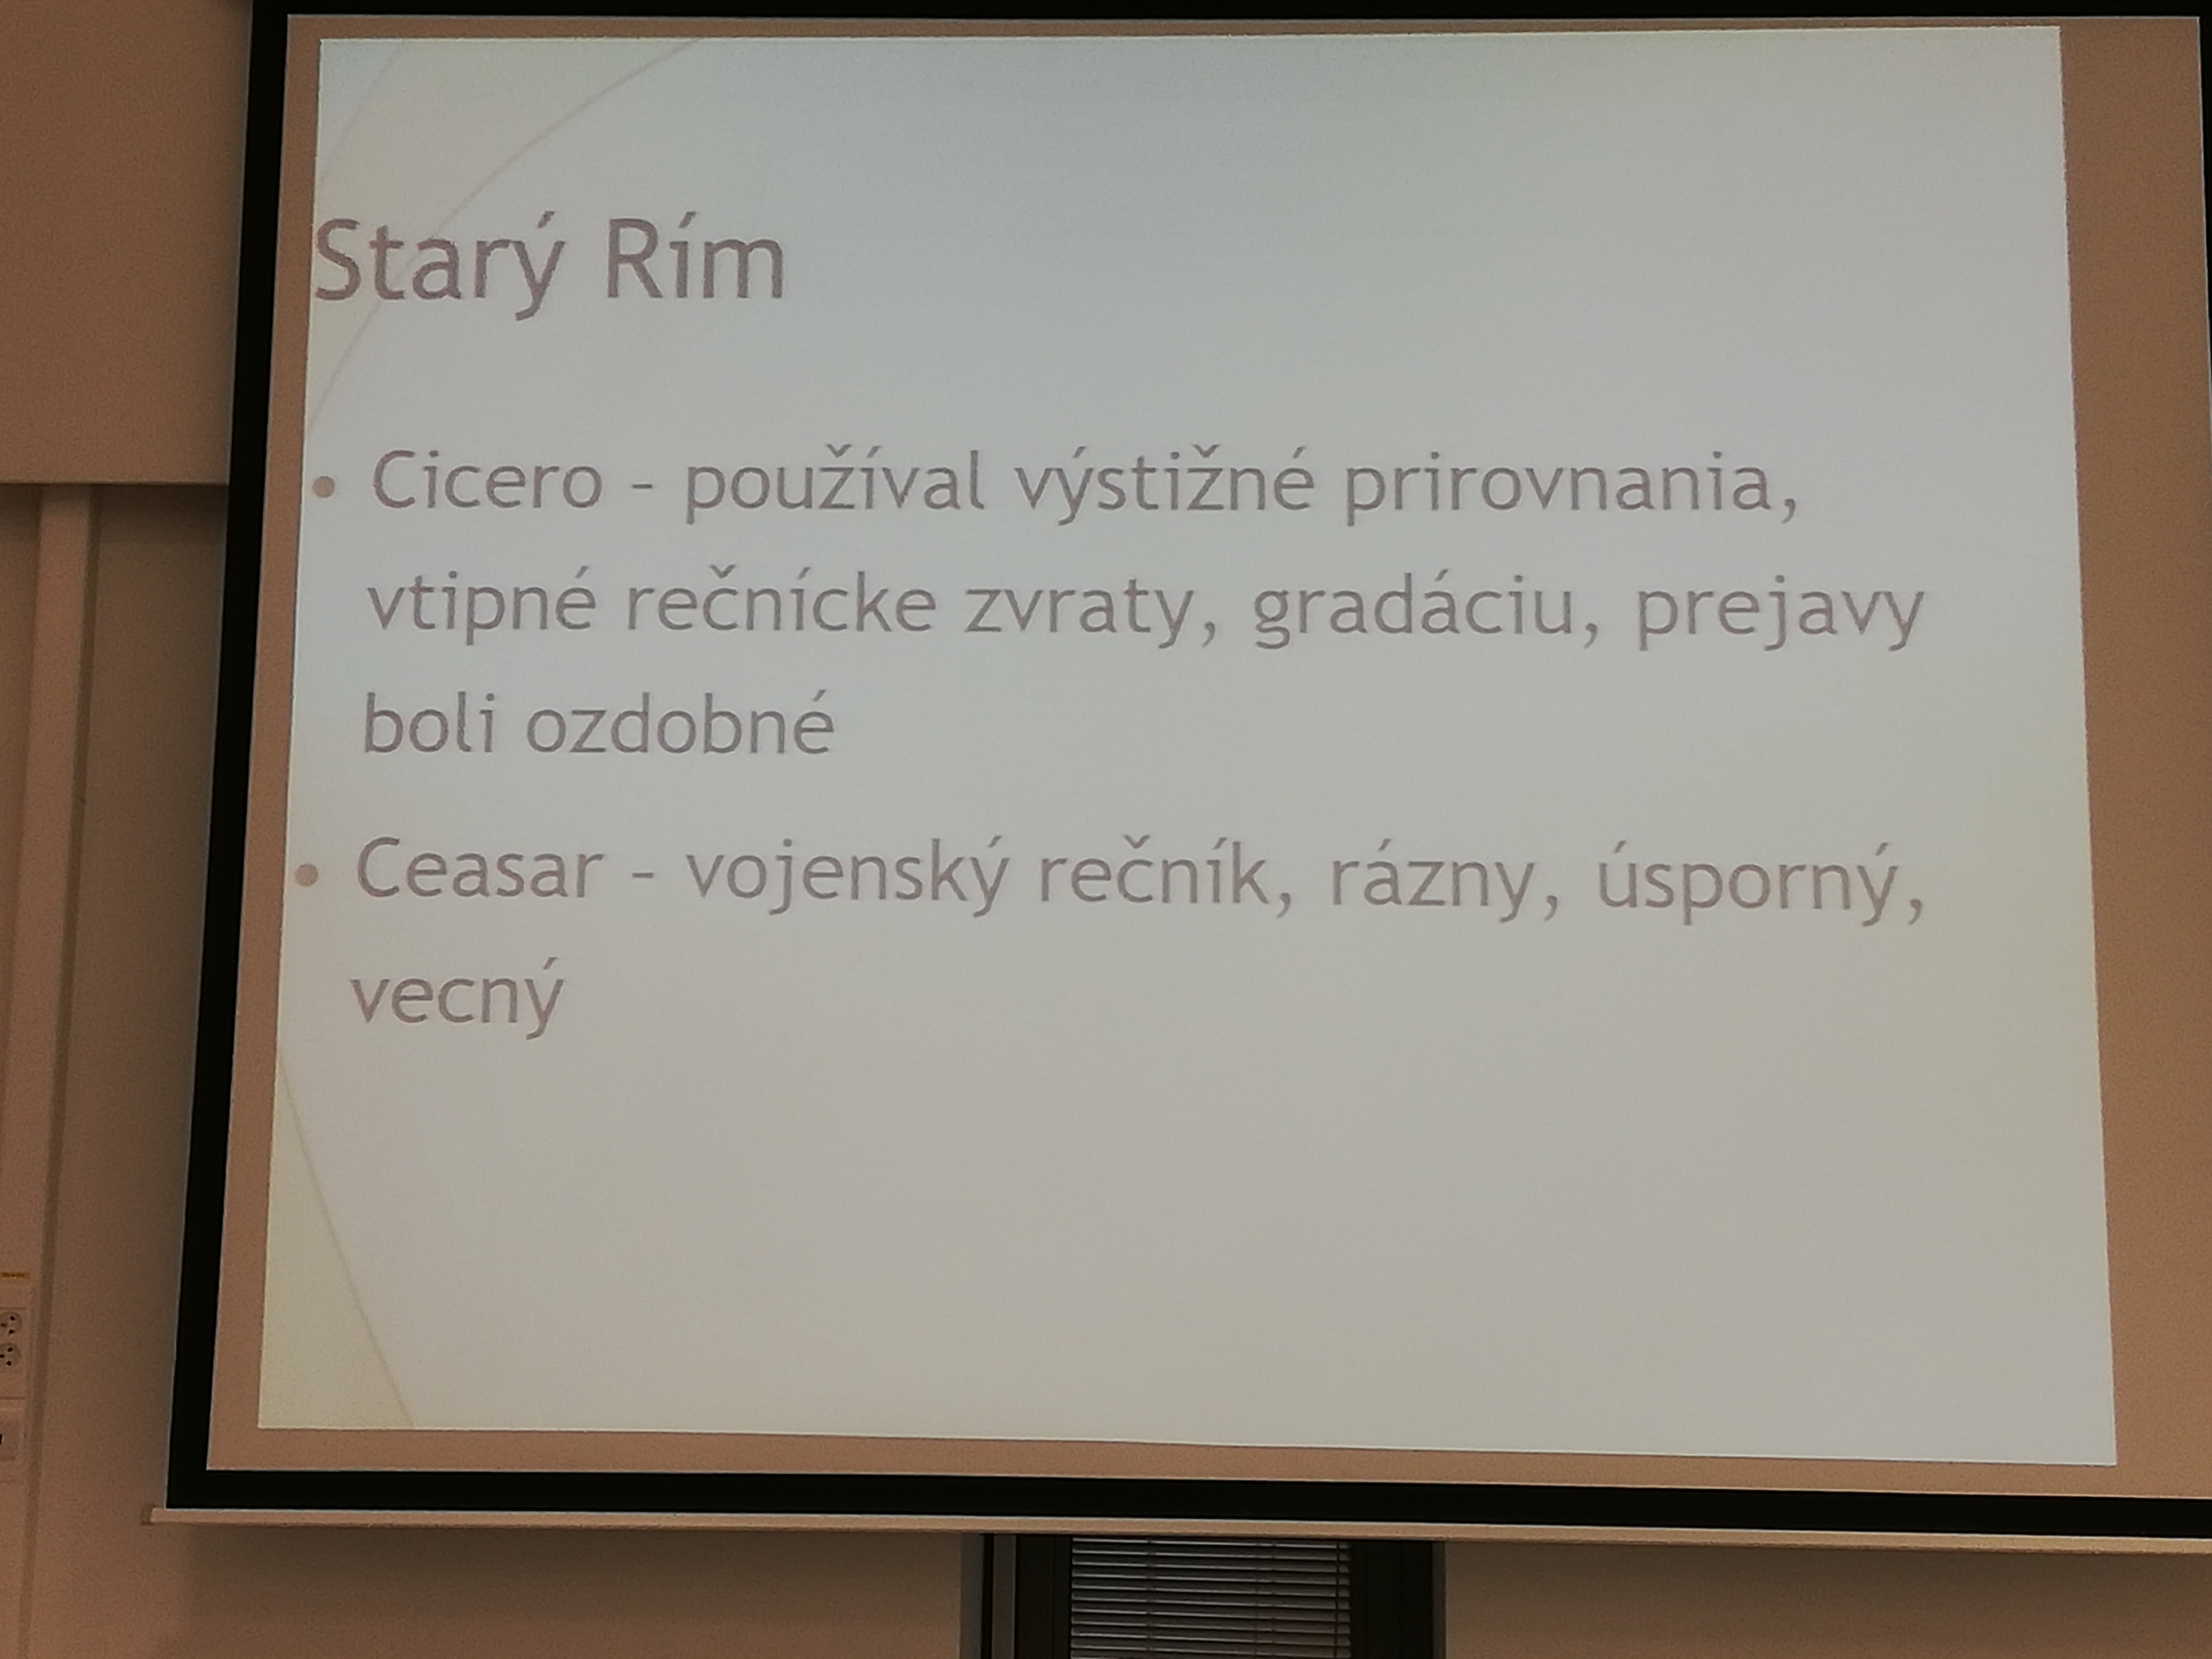 Starý Rím
• Cicero - používal výstižné prirovnania,
vtipné rečnícke zvraty, gradáciu, prejavy
boli ozdobné
• Ceasar - vojenský rečník, rázny, úsporný,
vecný